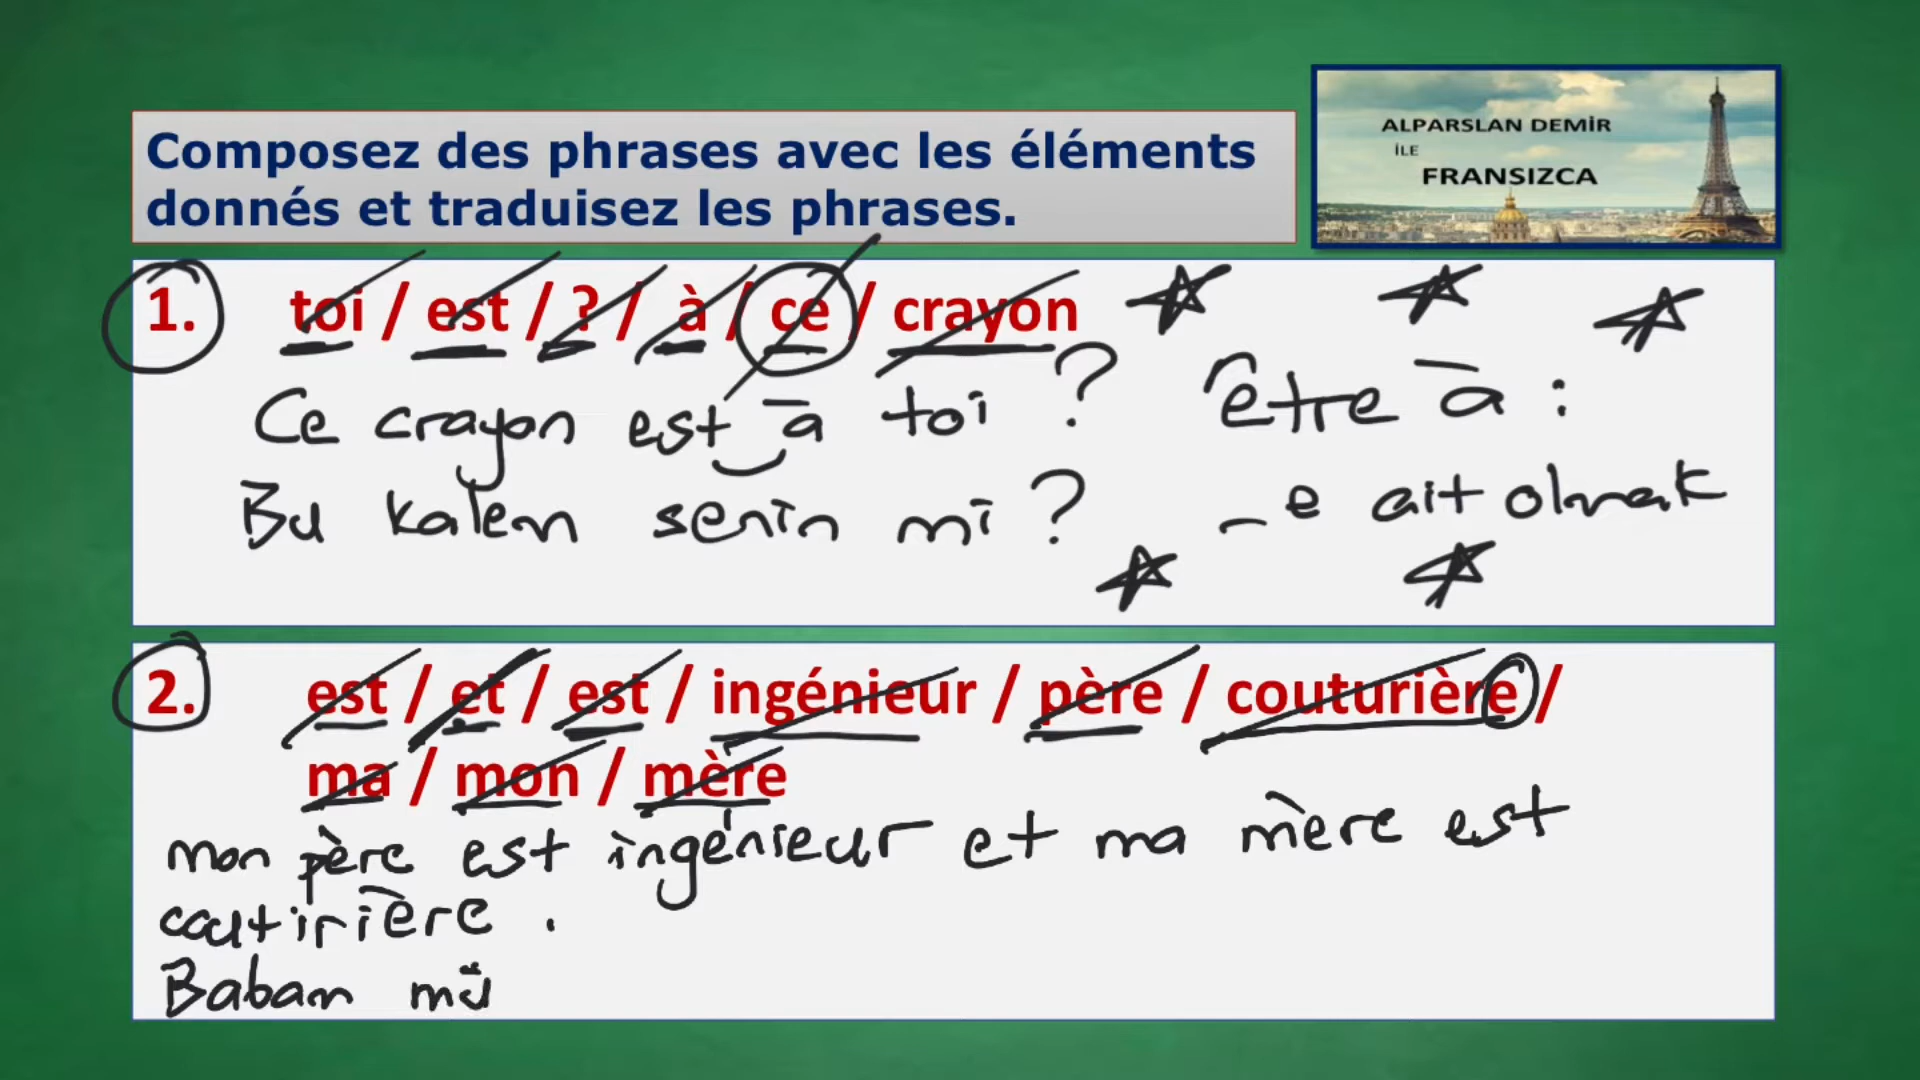 Composez des phrases avec les éléments
donnés et traduisez les phrases.
ALPARSLAN DEMİR
İLE
FRANSIZCA
1. toi / est / ? / à / ce / crayon
Ce crayon est à toi ?
être à :
Bu kalem senin mi ?
_e ait olmak
2. est / et / est / ingénieur / père / couturière /
ma / mon / mère
mon père est ingénieur et ma mère est
coutirière .
Babam mü